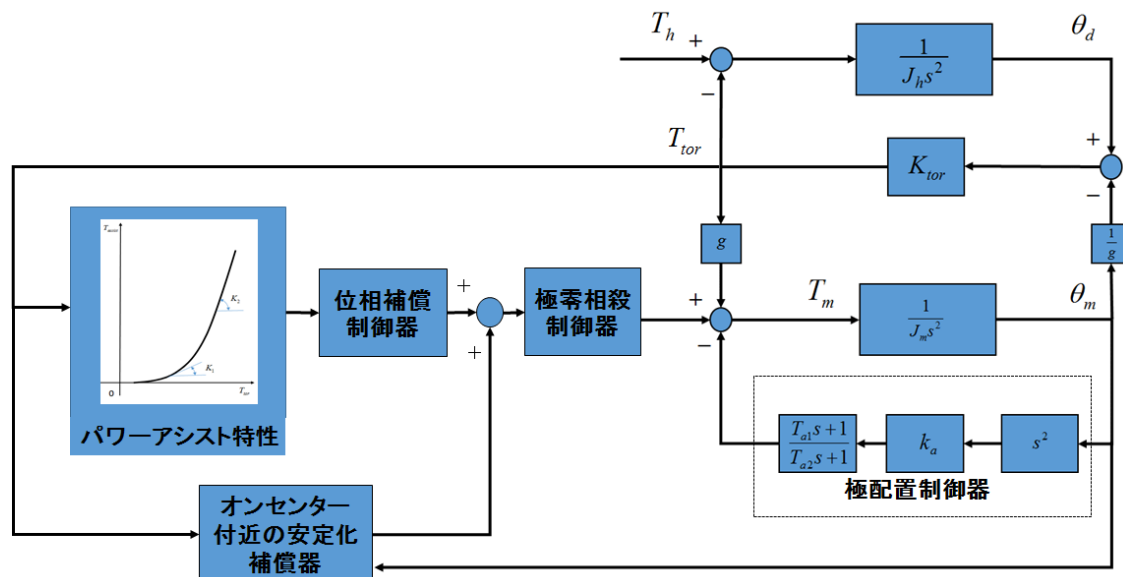 T_h
+
1
J_h s^2
θ_d
−
T_tor
K_tor
+
−
g
1
g
T_motor
K_2
K_1
0
T_tor
パワーアシスト特性
位相補償
制御器
+
+
極零相殺
制御器
+
−
T_m
1
J_m s^2
θ_m
T_a1 s+1
T_a2 s+1
k_a
s^2
極配置制御器
オンセンター
付近の安定化
補償器